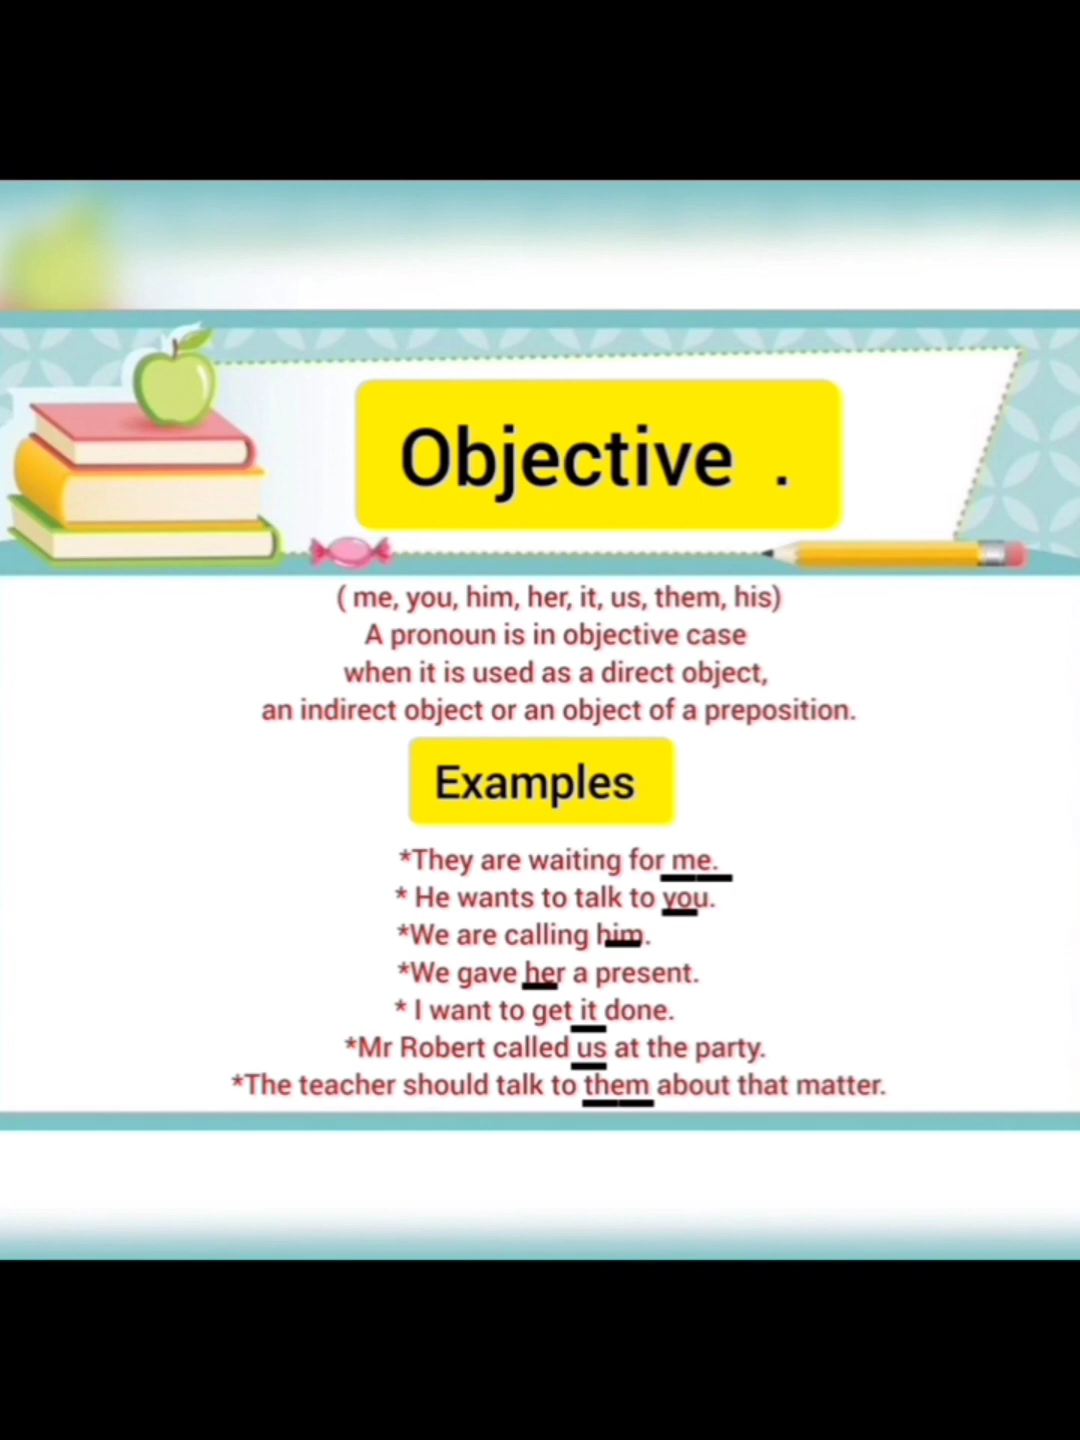 Objective .
( me, you, him, her, it, us, them, his)
A pronoun is in objective case
when it is used as a direct object,
an indirect object or an object of a preposition.
Examples
*They are waiting for me.
* He wants to talk to you.
*We are calling him.
*We gave her a present.
* I want to get it done.
*Mr Robert called us at the party.
*The teacher should talk to them about that matter.